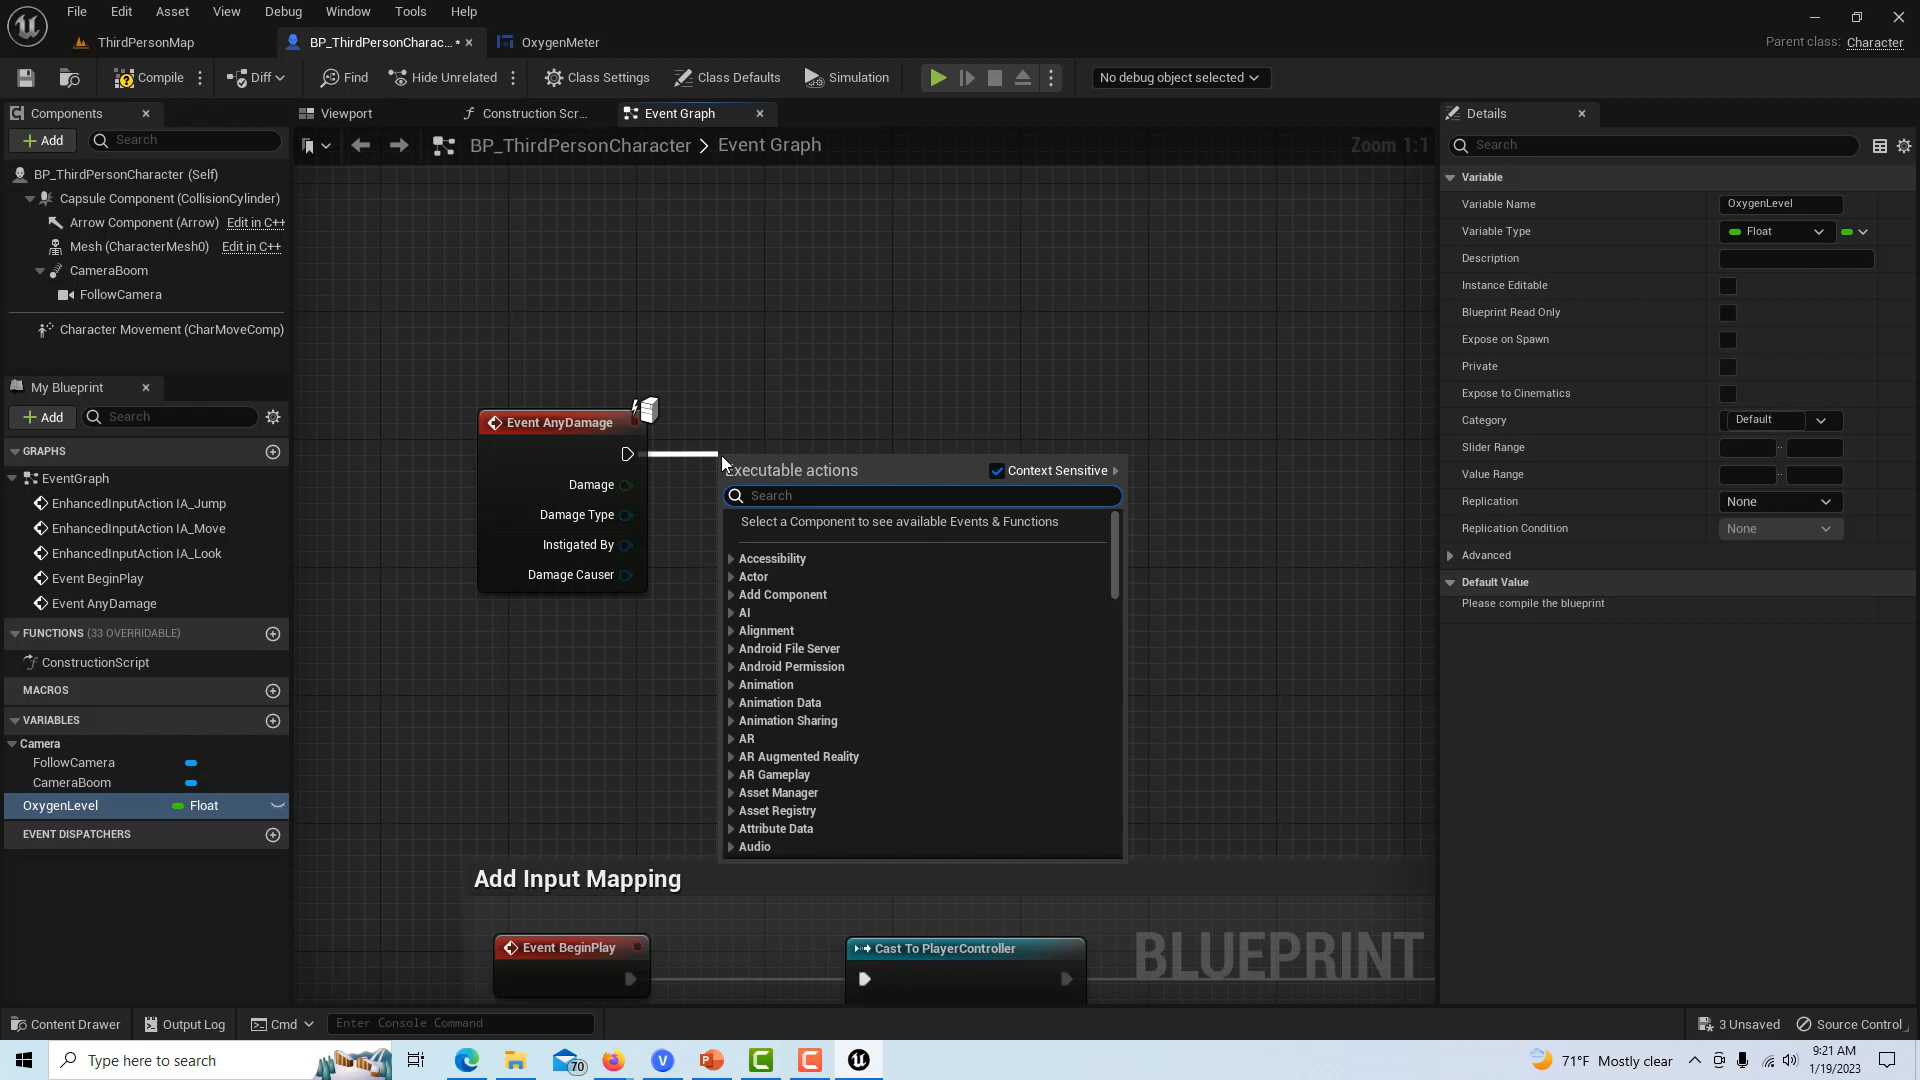 File Edit Asset View Debug Window Tools Help
ThirdPersonMap BP_ThirdPersonCharac... * OxygenMeter
Parent class: Character
Compile Diff Find Hide Unrelated Class Settings Class Defaults Simulation No debug object selected
Components
Add Search
BP_ThirdPersonCharacter (Self)
Capsule Component (CollisionCylinder)
Arrow Component (Arrow) Edit in C++
Mesh (CharacterMesh0) Edit in C++
CameraBoom
FollowCamera
Character Movement (CharMoveComp)
My Blueprint
Add Search
GRAPHS
EventGraph
EnhancedInputAction IA_Jump
EnhancedInputAction IA_Move
EnhancedInputAction IA_Look
Event BeginPlay
Event AnyDamage
FUNCTIONS (33 OVERRIDABLE)
ConstructionScript
MACROS
VARIABLES
Camera
FollowCamera
CameraBoom
OxygenLevel Float
EVENT DISPATCHERS
Viewport Construction Scr... Event Graph
BP_ThirdPersonCharacter > Event Graph
Zoom 1:1
Event AnyDamage
Damage
Damage Type
Instigated By
Damage Causer
Executable actions Context Sensitive
Search
Select a Component to see available Events & Functions
Accessibility
Actor
Add Component
AI
Alignment
Android File Server
Android Permission
Animation
Animation Data
Animation Sharing
AR
AR Augmented Reality
AR Gameplay
Asset Manager
Asset Registry
Attribute Data
Audio
Add Input Mapping
Event BeginPlay
Cast To PlayerController
BLUEPRINT
Details
Search
Variable
Variable Name OxygenLevel
Variable Type Float
Description
Instance Editable
Blueprint Read Only
Expose on Spawn
Private
Expose to Cinematics
Category Default
Slider Range
Value Range
Replication None
Replication Condition None
Advanced
Default Value
Please compile the blueprint
Content Drawer Output Log Cmd Enter Console Command 3 Unsaved Source Control
Type here to search 70 71°F Mostly clear 9:21 AM
1/19/2023